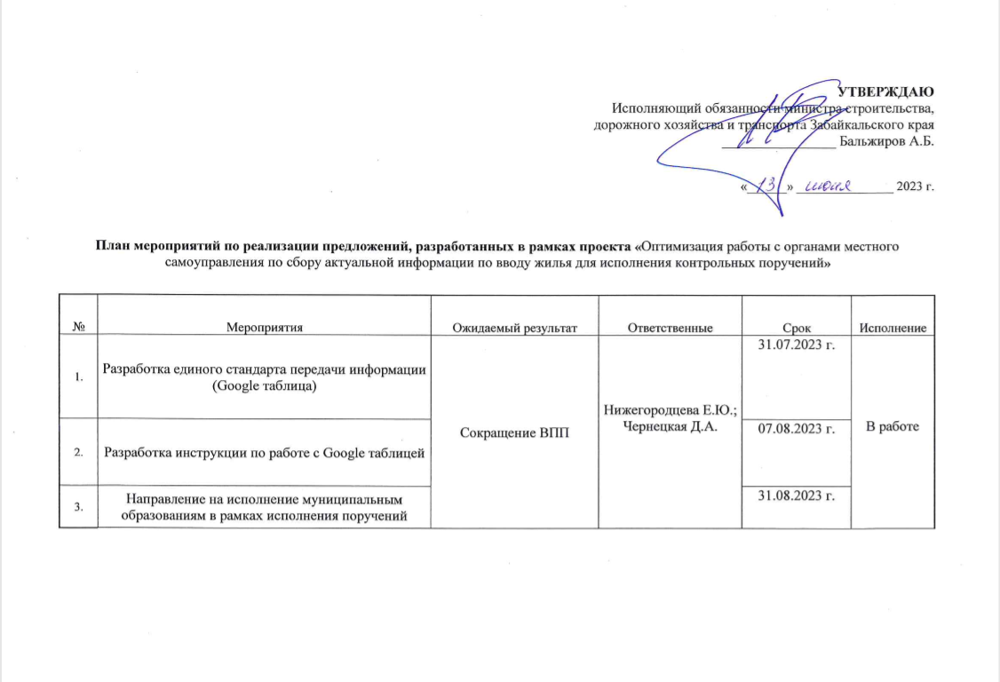 УТВЕРЖДАЮ
Исполняющий обязанности министра строительства,
дорожного хозяйства и транспорта Забайкальского края
Бальжиров А.Б.
«13» июня 2023 г.
План мероприятий по реализации предложений, разработанных в рамках проекта «Оптимизация работы с органами местного
самоуправления по сбору актуальной информации по вводу жилья для исполнения контрольных поручений»
№ Мероприятия Ожидаемый результат Ответственные Срок Исполнение
1.
Разработка единого стандарта передачи информации
(Google таблица)
31.07.2023 г.
Сокращение ВПП
Нижегородцева Е.Ю.;
Чернецкая Д.А.
В работе
2. Разработка инструкции по работе с Google таблицей
07.08.2023 г.
3.
Направление на исполнение муниципальным
образованиям в рамках исполнения поручений
31.08.2023 г.